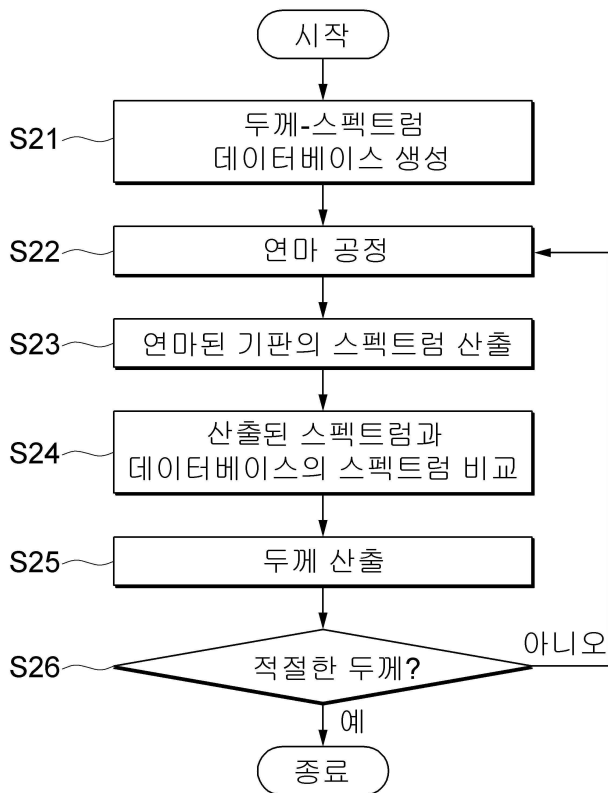 시작
S21
두께-스펙트럼
데이터베이스 생성
S22
연마 공정
S23
연마된 기판의 스펙트럼 산출
S24
산출된 스펙트럼과
데이터베이스의 스펙트럼 비교
S25
두께 산출
S26
적절한 두께?
아니오
예
종료